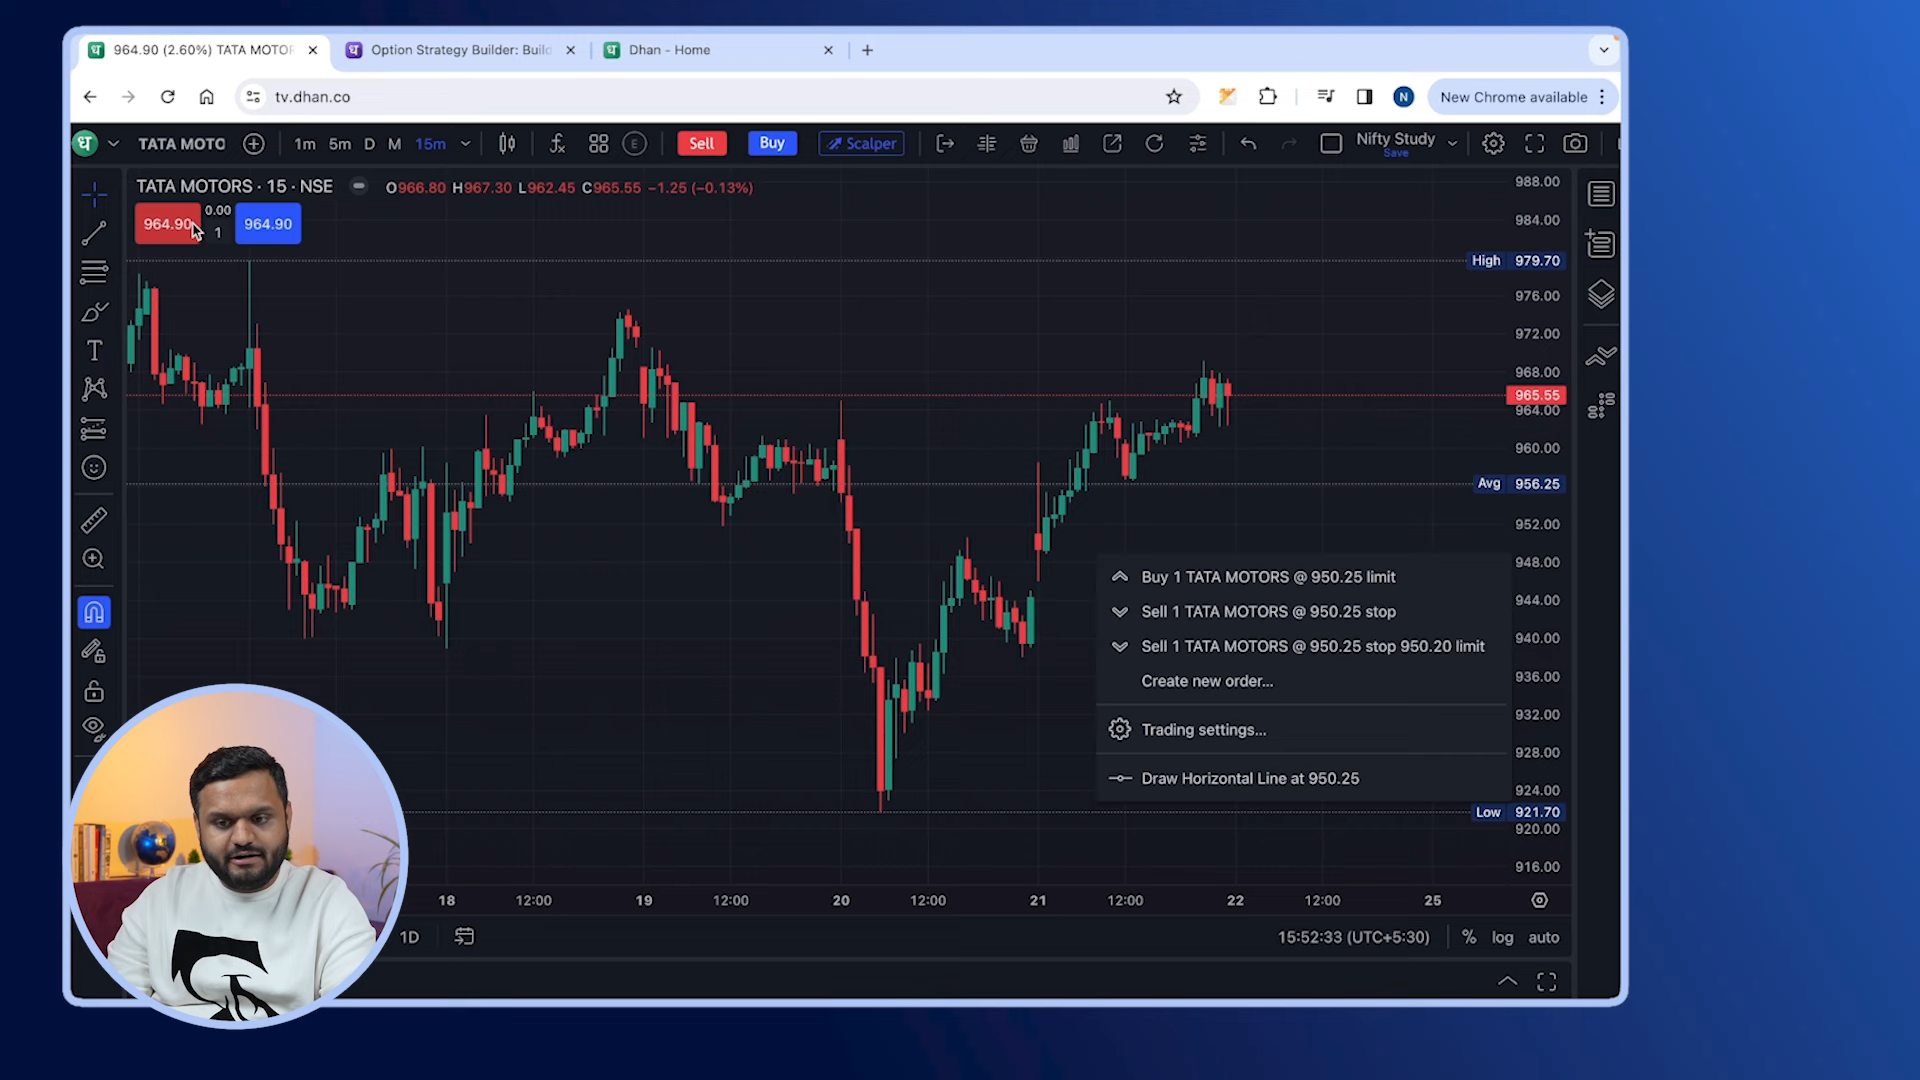 964.90 (2.60%) TATA MOTOR
Option Strategy Builder: Build
Dhan - Home
tv.dhan.co
N
New Chrome available
ध
TATA MOTO
1m 5m D M 15m
E
Sell
Buy
Scalper
Nifty Study
Save
TATA MOTORS · 15 · NSE
O966.80 H967.30 L962.45 C965.55 −1.25 (−0.13%)
964.90
0.00
1
964.90
988.00
984.00
High 979.70
976.00
972.00
968.00
965.55
964.00
960.00
Avg 956.25
952.00
948.00
944.00
940.00
936.00
932.00
928.00
924.00
Low 921.70
920.00
916.00
Buy 1 TATA MOTORS @ 950.25 limit
Sell 1 TATA MOTORS @ 950.25 stop
Sell 1 TATA MOTORS @ 950.25 stop 950.20 limit
Create new order...
Trading settings...
Draw Horizontal Line at 950.25
18 12:00 19 12:00 20 12:00 21 12:00 22 12:00 25
1D
15:52:33 (UTC+5:30)
% log auto